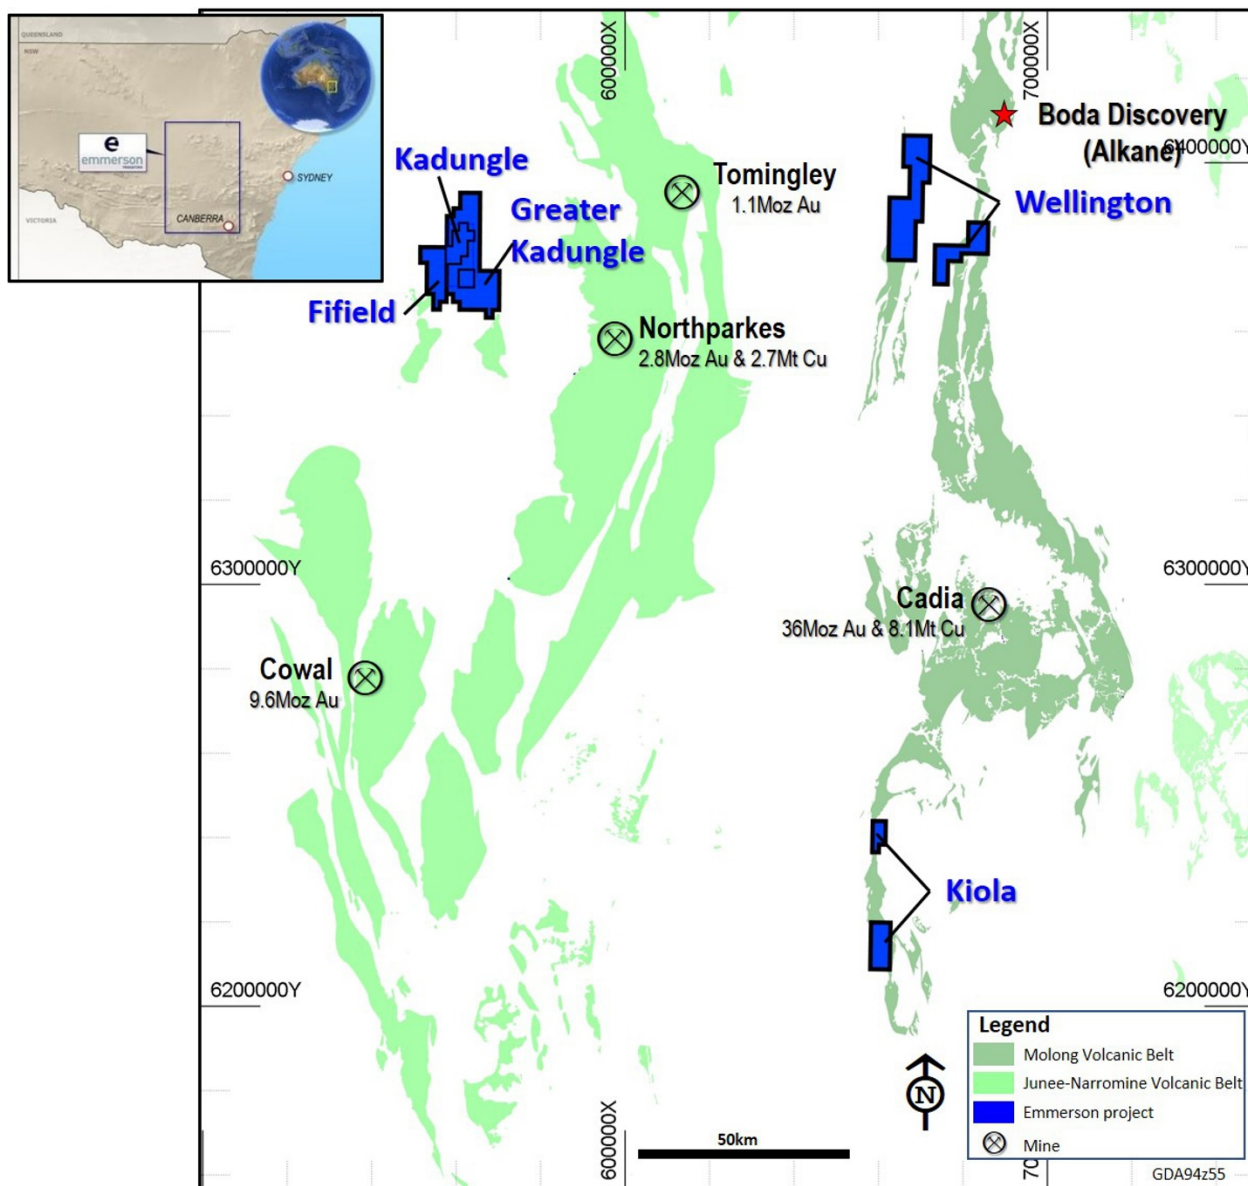 QUEENSLAND
NSW
e
emmerson
SYDNEY
CANBERRA
VICTORIA
600000X
700000X
Boda Discovery
(Alkane)
6400000Y
Kadungle
Greater
Kadungle
Fifield
Tomingley
1.1Moz Au
Wellington
Northparkes
2.8Moz Au & 2.7Mt Cu
6300000Y
6300000Y
Cadia
36Moz Au & 8.1Mt Cu
Cowal
9.6Moz Au
Kiola
6200000Y
6200000Y
N
600000X
50km
70
Legend
Molong Volcanic Belt
Junee-Narromine Volcanic Belt
Emmerson project
Mine
GDA94z55